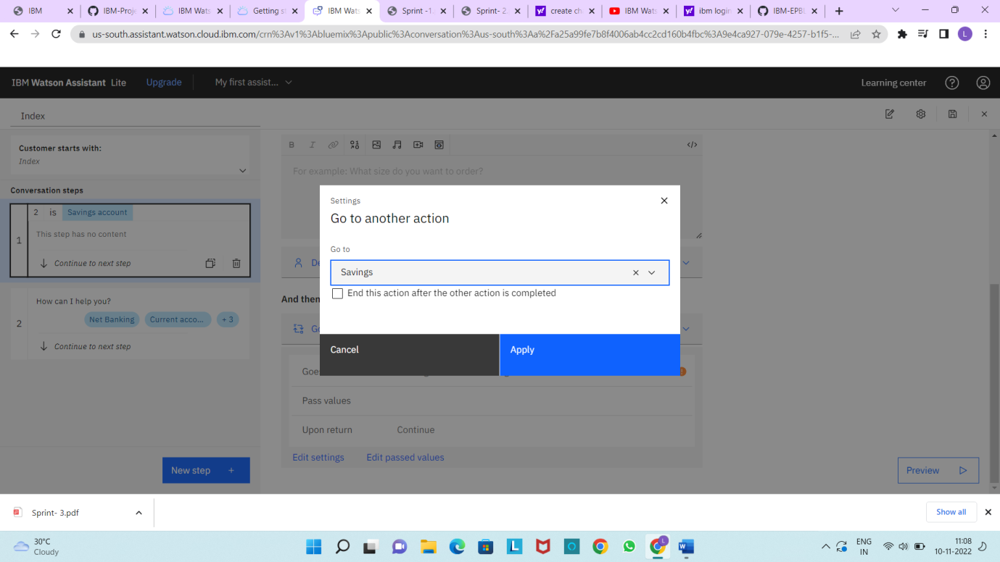 IBM
IBM-Proje
IBM Wats
Getting st
IBM Wats
Sprint -1
Sprint- 2
create ch
IBM Wats
ibm login
IBM-EPBL
us-south.assistant.watson.cloud.ibm.com/crn%3Av1%3Abluemix%3Apublic%3Aconversation%3Aus-south%3Aa%2Fa25a99fe7b8f4006ab4cc2cd160b4fbc%3A9e4ca927-079e-4257-b1f5-...
L
IBM Watson Assistant Lite
Upgrade
My first assist...
Learning center
Index
Customer starts with:
Index
Conversation steps
2 is Savings account
1
This step has no content
Continue to next step
2
How can I help you?
Net Banking
Current acco...
+ 3
Continue to next step
New step +
B I
</>
For example: What size do you want to order?
And then
Settings
Go to another action
Go to
Savings
End this action after the other action is completed
Cancel
Apply
Pass values
Upon return
Continue
Edit settings
Edit passed values
Preview
Sprint- 3.pdf
Show all
30°C
Cloudy
L
L
W
ENG
IN
11:08
10-11-2022